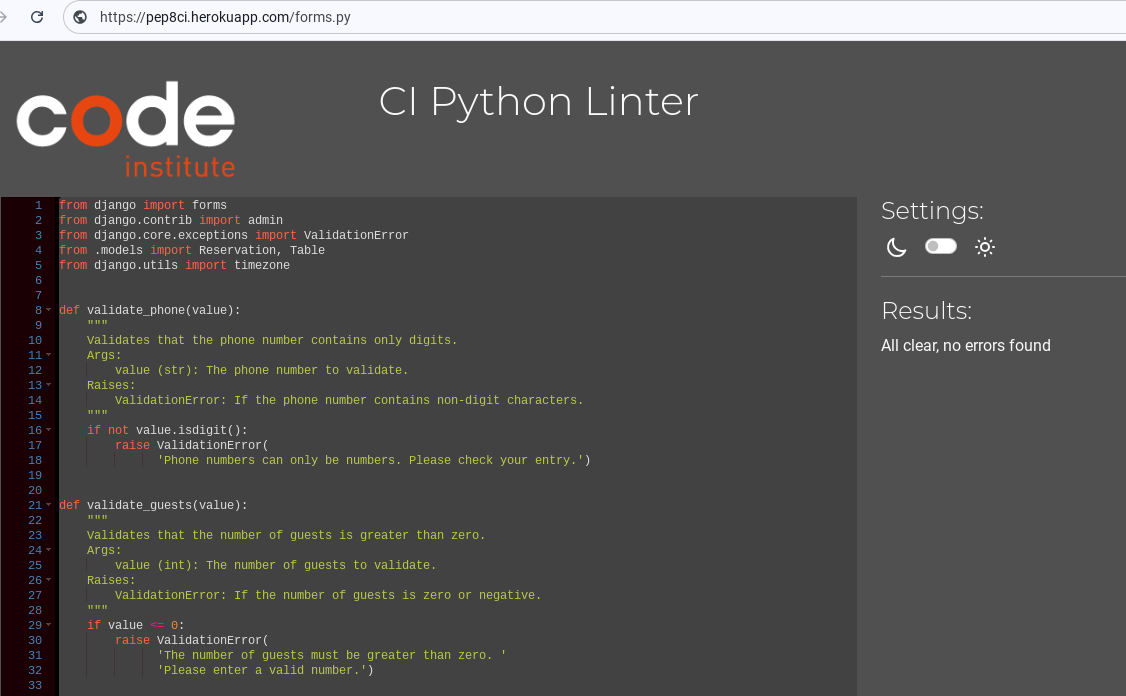 https://pep8ci.herokuapp.com/forms.py
code
institute
CI Python Linter
1 from django import forms
2 from django.contrib import admin
3 from django.core.exceptions import ValidationError
4 from .models import Reservation, Table
5 from django.utils import timezone
6
7
8 def validate_phone(value):
9     """
10     Validates that the phone number contains only digits.
11     Args:
12         value (str): The phone number to validate.
13     Raises:
14         ValidationError: If the phone number contains non-digit characters.
15     """
16     if not value.isdigit():
17         raise ValidationError(
18               'Phone numbers can only be numbers. Please check your entry.')
19
20
21 def validate_guests(value):
22     """
23     Validates that the number of guests is greater than zero.
24     Args:
25         value (int): The number of guests to validate.
26     Raises:
27         ValidationError: If the number of guests is zero or negative.
28     """
29     if value <= 0:
30         raise ValidationError(
31               'The number of guests must be greater than zero. '
32               'Please enter a valid number.')
33
Settings:
Results:
All clear, no errors found